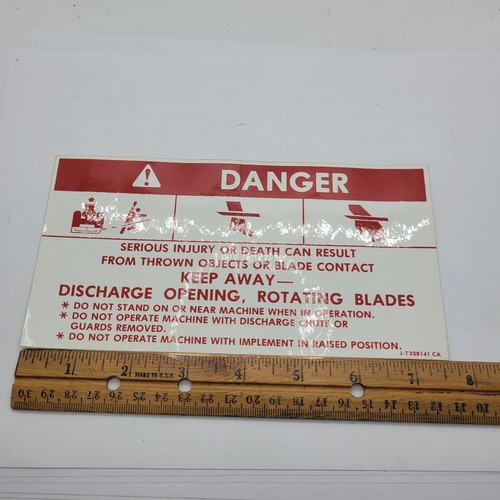 DANGER
SERIOUS INJURY OR DEATH CAN RESULT
FROM THROWN OBJECTS OR BLADE CONTACT
KEEP AWAY—
DISCHARGE OPENING, ROTATING BLADES
* DO NOT STAND ON OR NEAR MACHINE WHEN IN OPERATION.
* DO NOT OPERATE MACHINE WITH DISCHARGE CHUTE OR
GUARDS REMOVED.
* DO NOT OPERATE MACHINE WITH IMPLEMENT IN RAISED POSITION.
J-T338141 CA
1 2 3 4 5 6 7 8
MADE IN U.S.A.
30 29 28 27 26 25 24 23 22 21 20 19 18 17 16 15 14 13 12 11 10